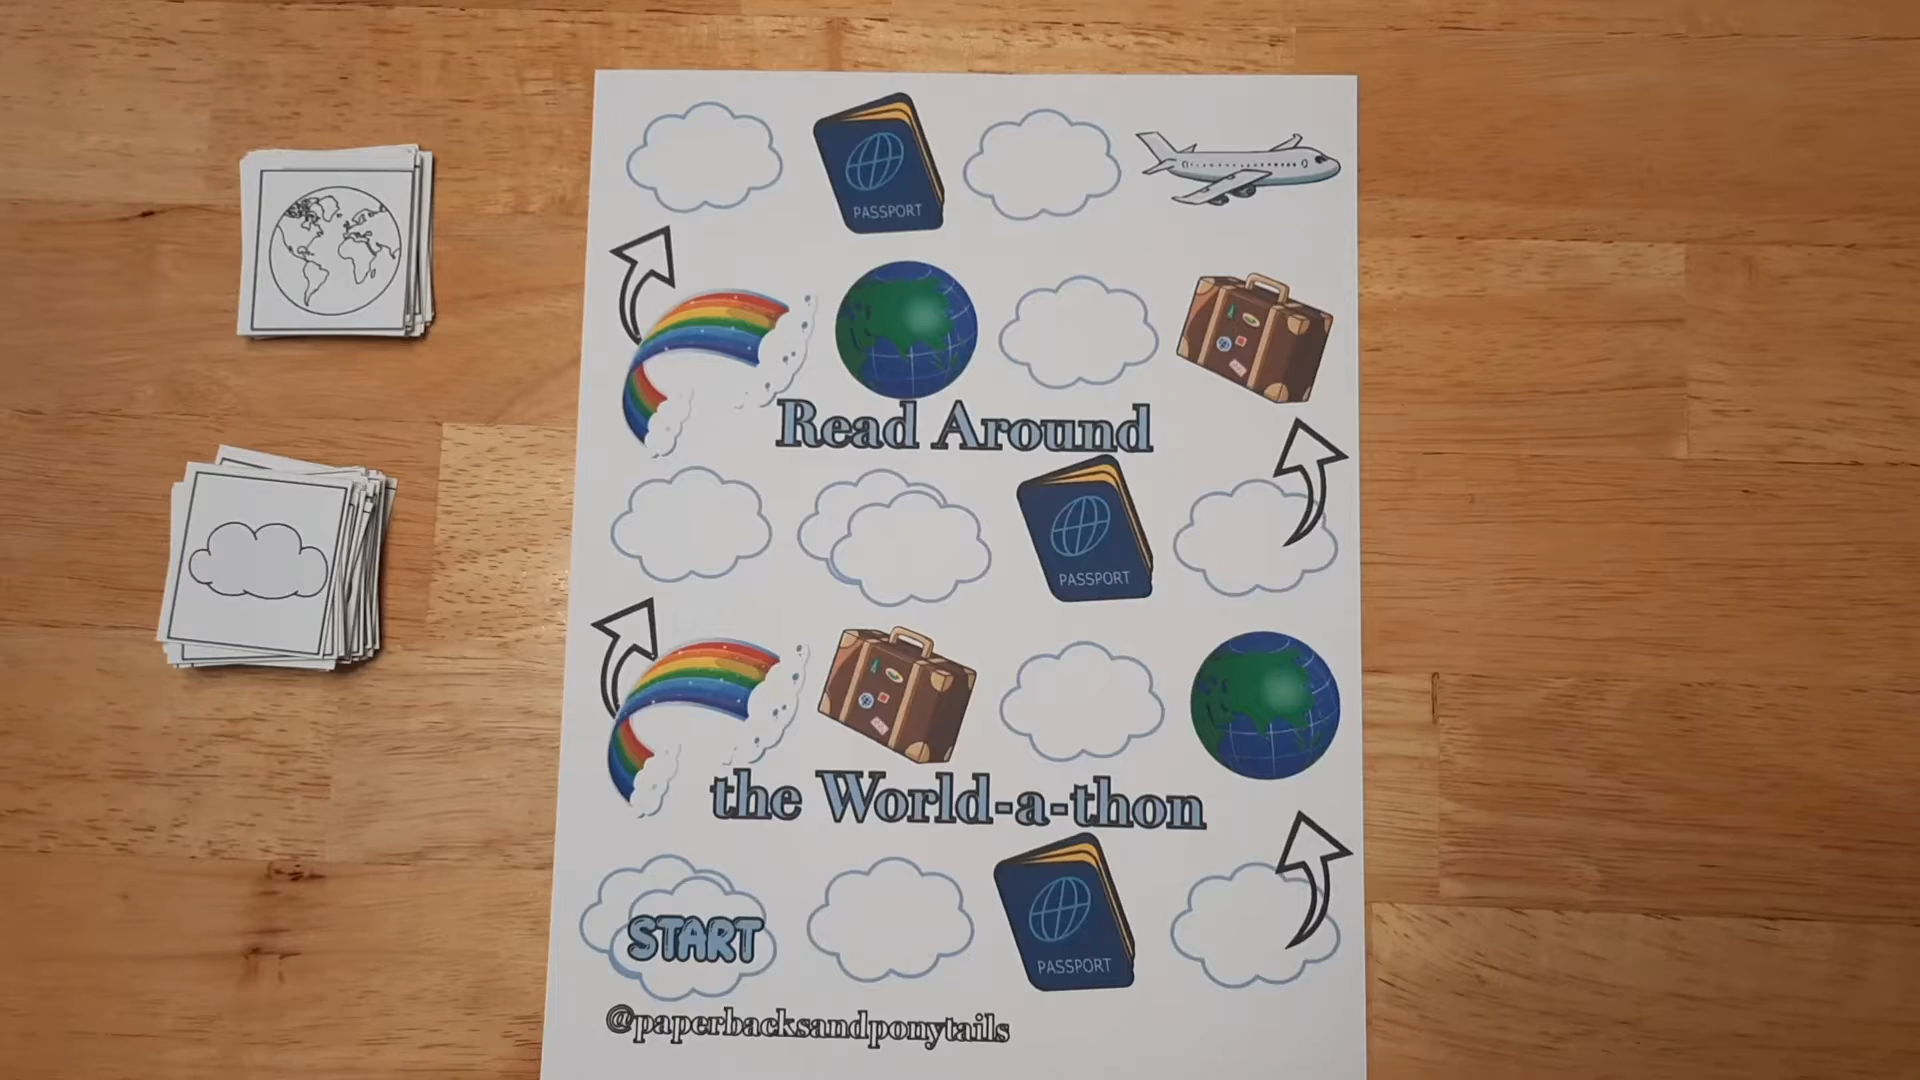 PASSPORT
Read Around
PASSPORT
the World-a-thon
START
PASSPORT
@paperbacksandponytails